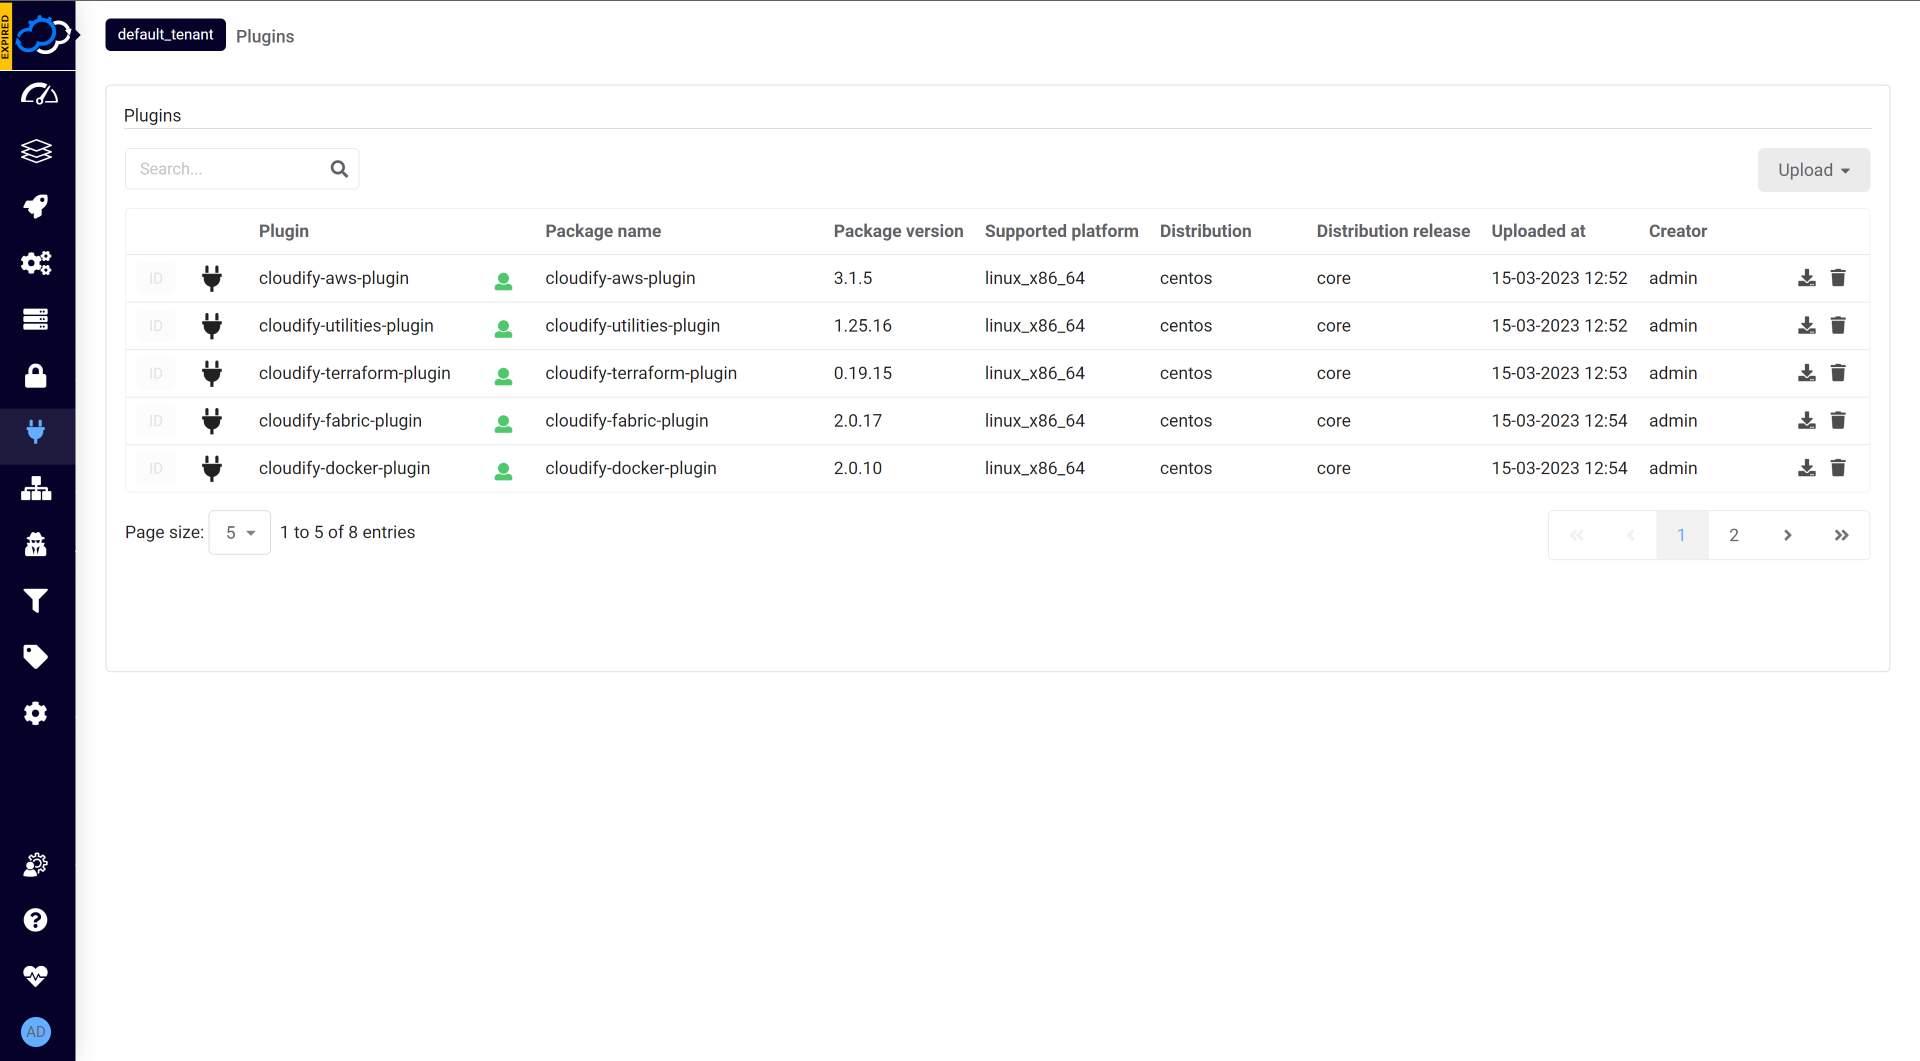 EXPIRED
default_tenant Plugins
Plugins
Search...
Upload
Plugin Package name Package version Supported platform Distribution Distribution release Uploaded at Creator
ID cloudify-aws-plugin cloudify-aws-plugin 3.1.5 linux_x86_64 centos core 15-03-2023 12:52 admin
ID cloudify-utilities-plugin cloudify-utilities-plugin 1.25.16 linux_x86_64 centos core 15-03-2023 12:52 admin
ID cloudify-terraform-plugin cloudify-terraform-plugin 0.19.15 linux_x86_64 centos core 15-03-2023 12:53 admin
ID cloudify-fabric-plugin cloudify-fabric-plugin 2.0.17 linux_x86_64 centos core 15-03-2023 12:54 admin
ID cloudify-docker-plugin cloudify-docker-plugin 2.0.10 linux_x86_64 centos core 15-03-2023 12:54 admin
Page size: 5 1 to 5 of 8 entries « ‹ 1 2 › »
AD